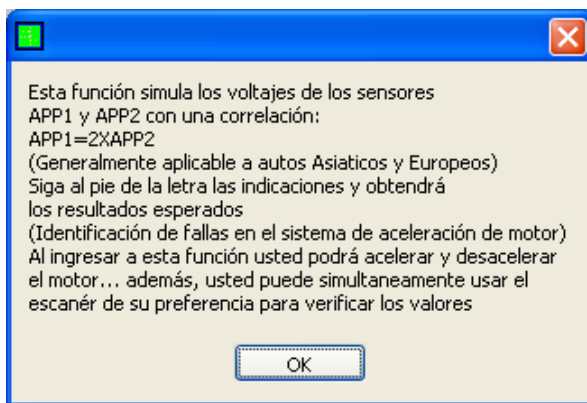 Esta función simula los voltajes de los sensores
APP1 y APP2 con una correlación:
APP1=2XAPP2
(Generalmente aplicable a autos Asiaticos y Europeos)
Siga al pie de la letra las indicaciones y obtendrá
los resultados esperados
(Identificación de fallas en el sistema de aceleración de motor)
Al ingresar a esta función usted podrá acelerar y desacelerar
el motor... además, usted puede simultaneamente usar el
escanér de su preferencia para verificar los valores
OK